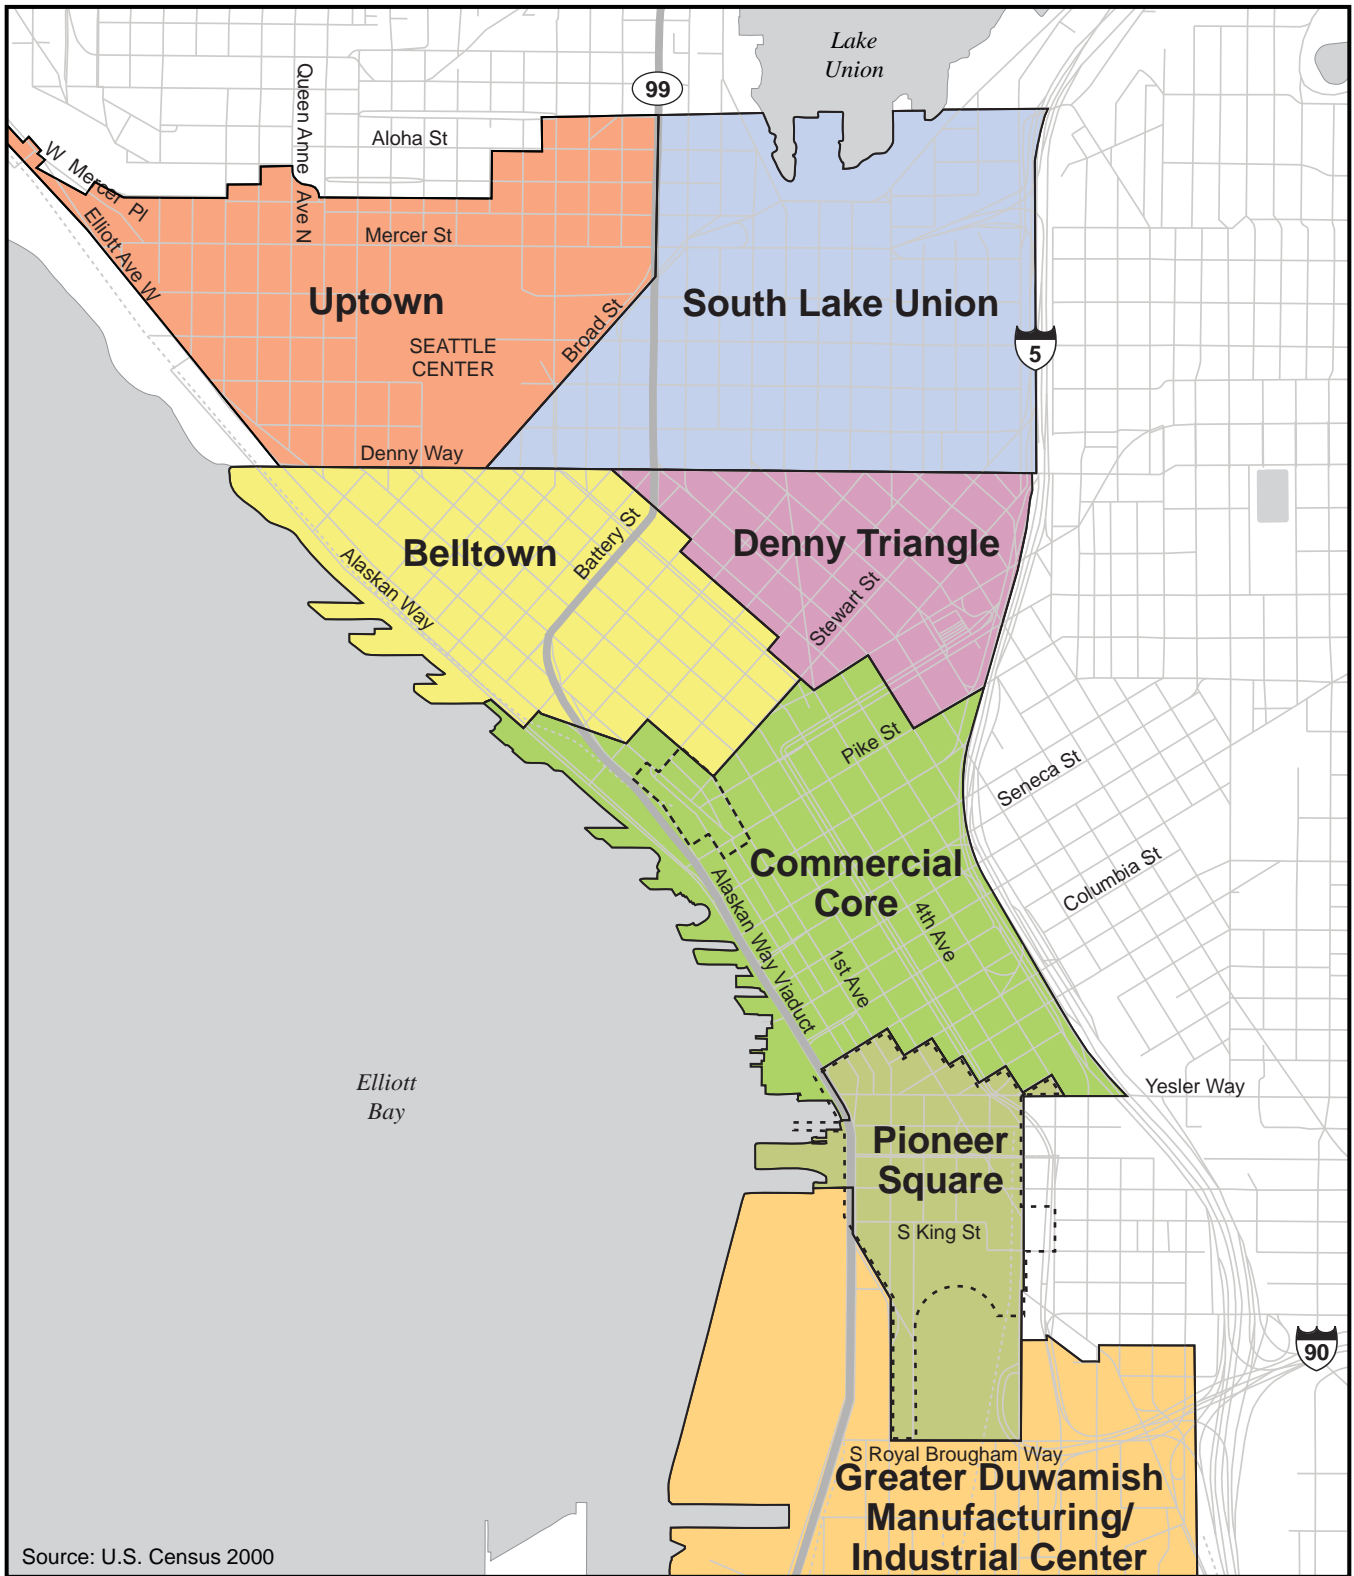 Lake
Union
99
Queen Anne Ave N
Aloha St
W Mercer Pl
Elliott Ave W
Mercer St
Uptown
South Lake Union
SEATTLE
CENTER
Broad St
5
Denny Way
Belltown
Battery St
Denny Triangle
Alaskan Way
Stewart St
Pike St
Seneca St
Commercial
Core
Columbia St
Alaskan Way Viaduct
4th Ave
1st Ave
Elliott
Bay
Yesler Way
Pioneer
Square
S King St
90
S Royal Brougham Way
Greater Duwamish
Manufacturing/
Industrial Center
Source: U.S. Census 2000